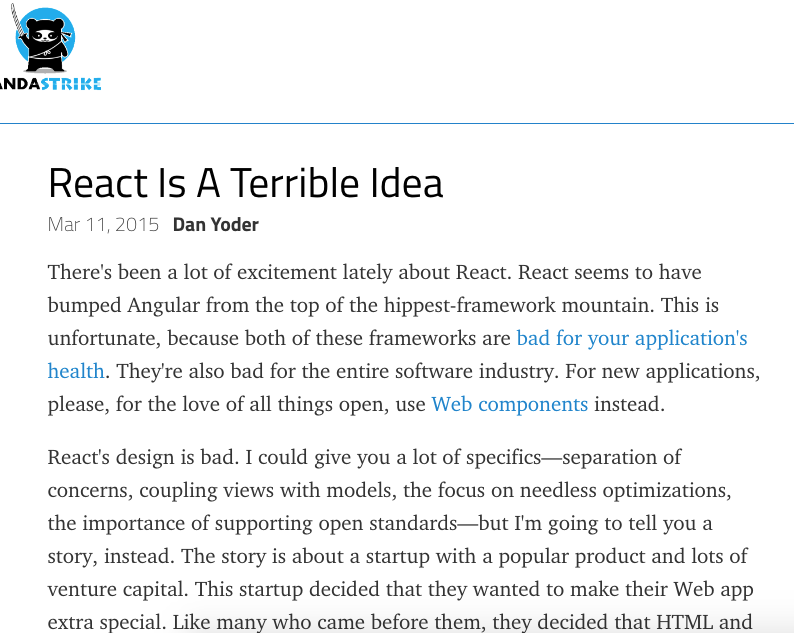 ANDASTRIKE
React Is A Terrible Idea
Mar 11, 2015 Dan Yoder
There's been a lot of excitement lately about React. React seems to have
bumped Angular from the top of the hippest-framework mountain. This is
unfortunate, because both of these frameworks are bad for your application's
health. They're also bad for the entire software industry. For new applications,
please, for the love of all things open, use Web components instead.
React's design is bad. I could give you a lot of specifics—separation of
concerns, coupling views with models, the focus on needless optimizations,
the importance of supporting open standards—but I'm going to tell you a
story, instead. The story is about a startup with a popular product and lots of
venture capital. This startup decided that they wanted to make their Web app
extra special. Like many who came before them, they decided that HTML and